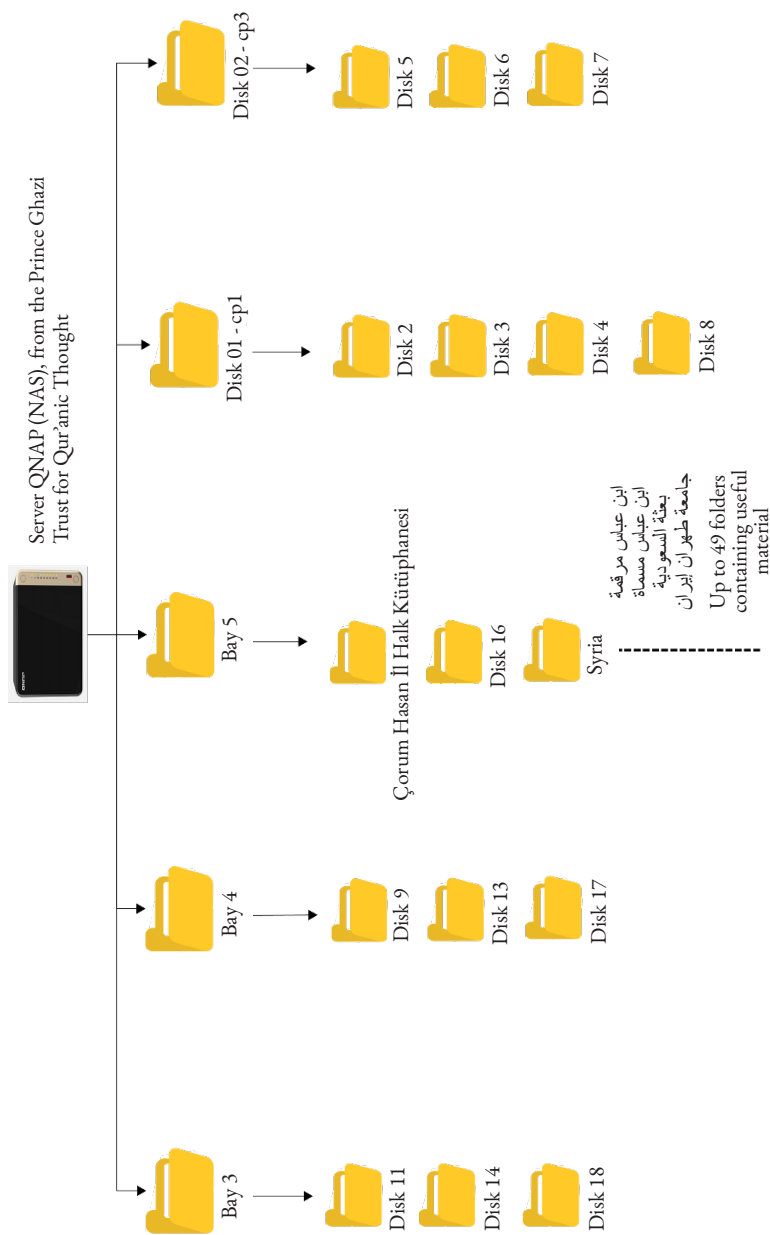 Server QNAP (NAS), from the Prince Ghazi
Trust for Qur'anic Thought
Bay 3
Disk 11
Disk 14
Disk 18
Bay 4
Disk 9
Disk 13
Disk 17
Bay 5
Çorum Hasan İl Halk Kütüphanesi
Disk 16
Syria
ابن عباس مرقمة
ابن عباس مسماة
بعثة السعودية
جامعة طهران إيران
Up to 49 folders
containing useful
material
Disk 01 - cp1
Disk 2
Disk 3
Disk 4
Disk 8
Disk 02 - cp3
Disk 5
Disk 6
Disk 7